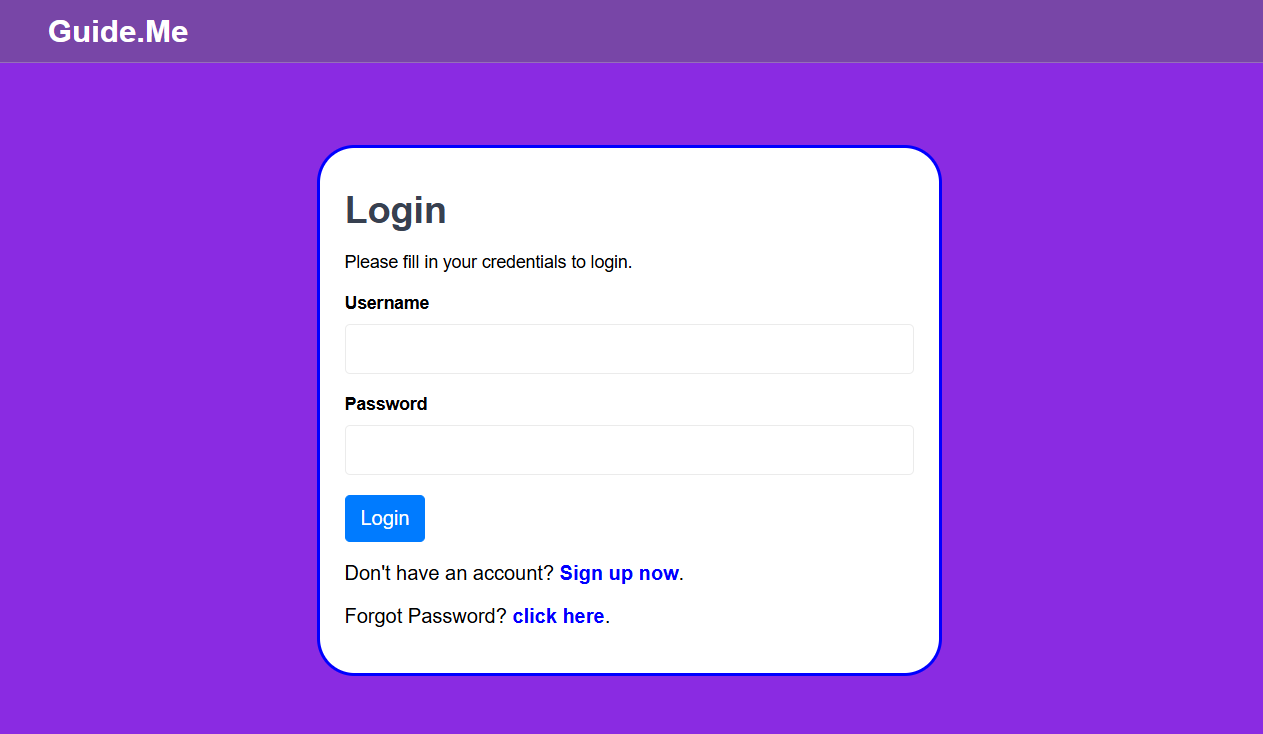 Guide.Me
Login
Please fill in your credentials to login.
Username
Password
Login
Don't have an account? Sign up now.
Forgot Password? click here.